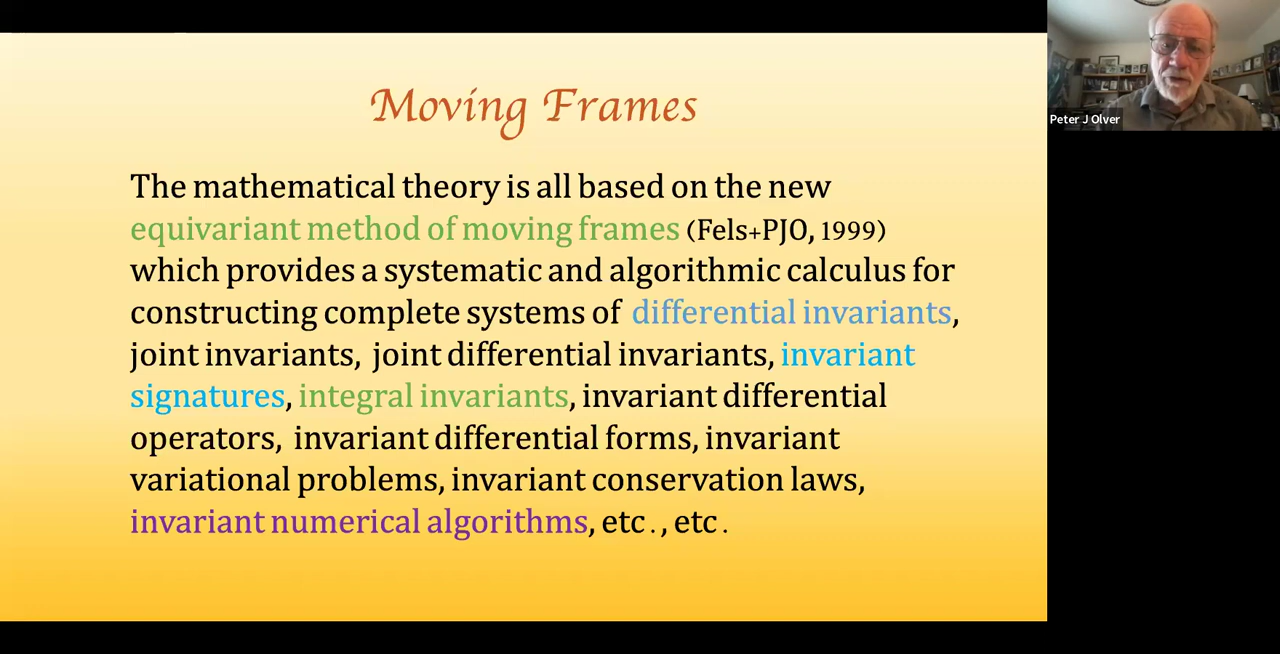 Moving Frames
The mathematical theory is all based on the new
equivariant method of moving frames (Fels+PJO, 1999)
which provides a systematic and algorithmic calculus for
constructing complete systems of differential invariants,
joint invariants, joint differential invariants, invariant
signatures, integral invariants, invariant differential
operators, invariant differential forms, invariant
variational problems, invariant conservation laws,
invariant numerical algorithms, etc., etc.
Peter J Olver